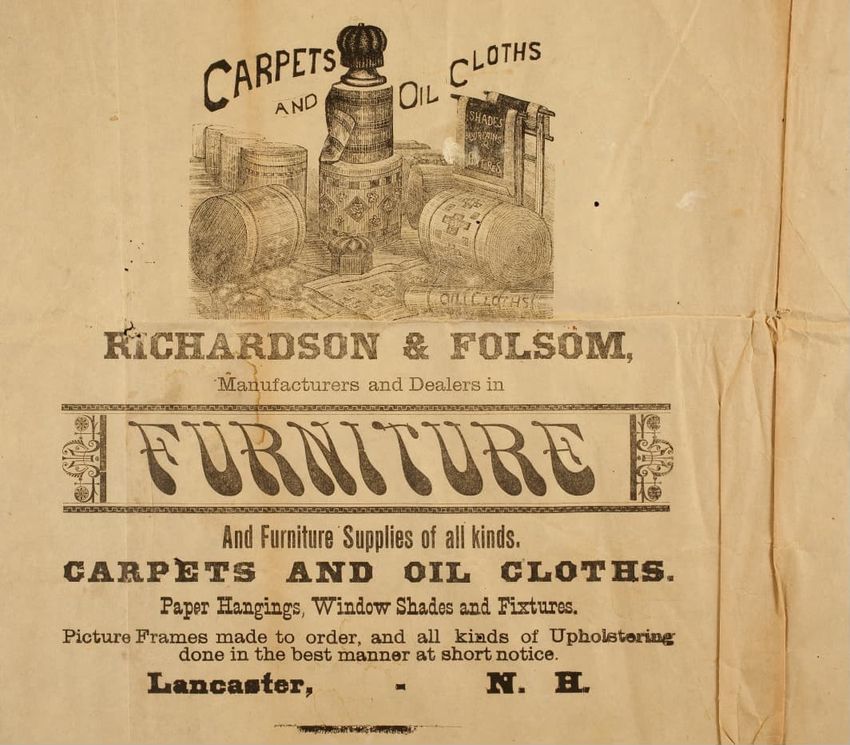 CARPETS AND OIL CLOTHS
SHADES
OIL CLOTHS
RICHARDSON & FOLSOM,
Manufacturers and Dealers in
FURNITURE
And Furniture Supplies of all kinds.
CARPETS AND OIL CLOTHS.
Paper Hangings, Window Shades and Fixtures.
Picture Frames made to order, and all kinds of Upholstering
done in the best manner at short notice.
Lancaster, - N. H.